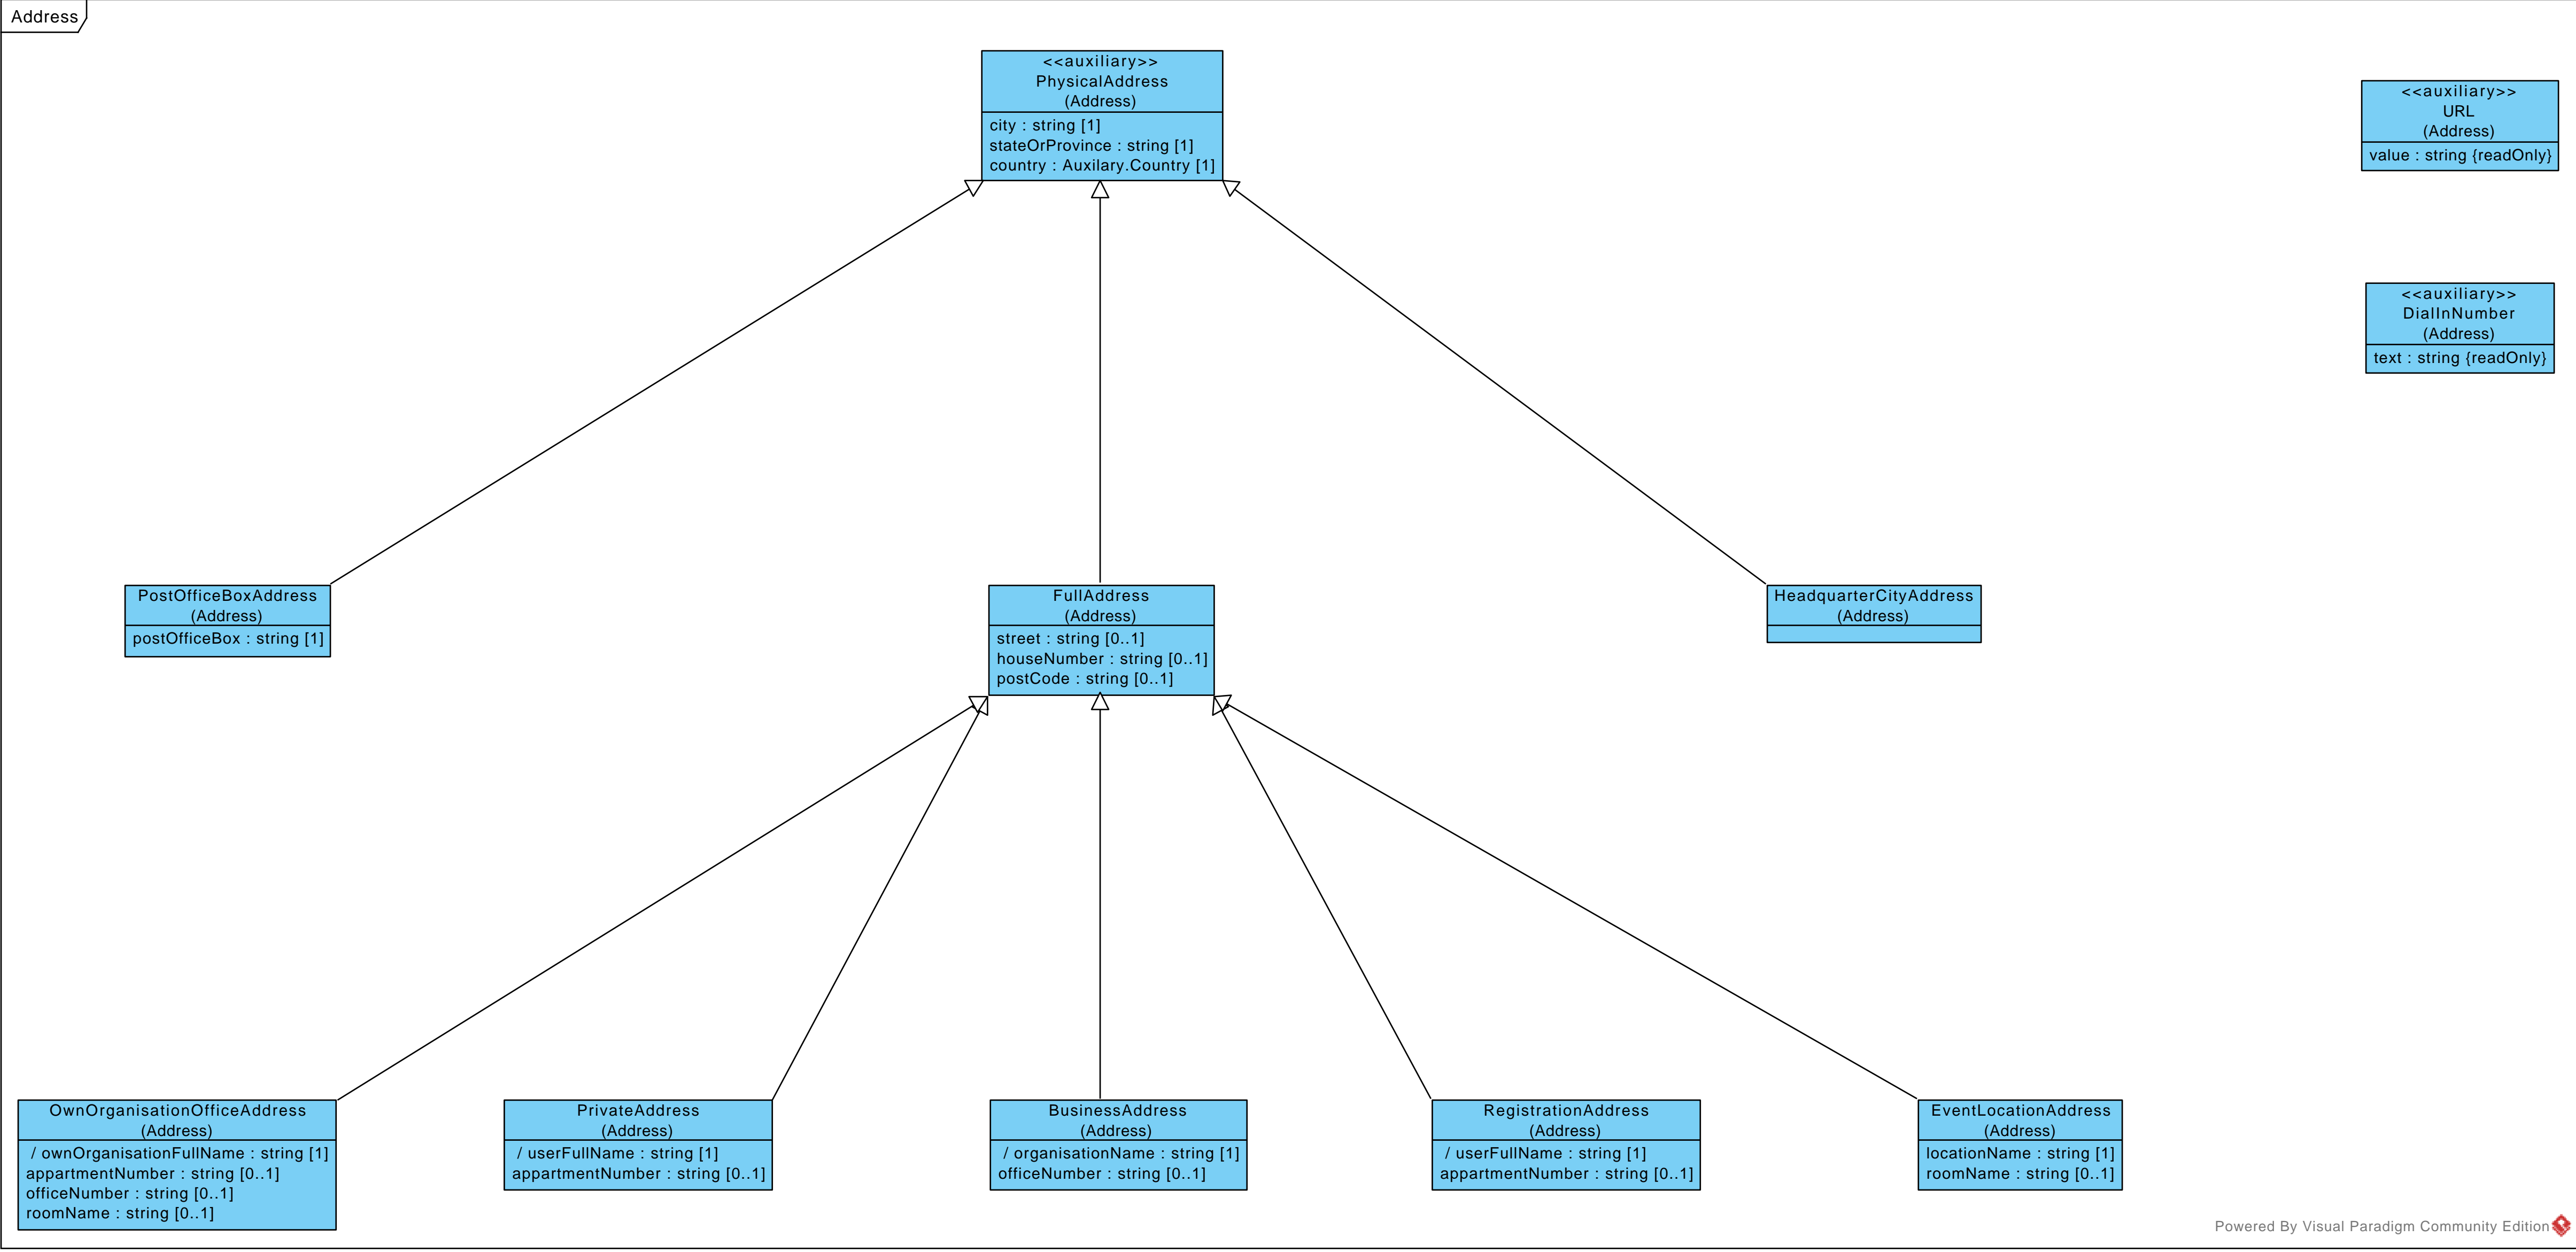 Address
<<auxiliary>>
PhysicalAddress
(Address)
city : string [1]
stateOrProvince : string [1]
country : Auxilary.Country [1]
<<auxiliary>>
URL
(Address)
value : string {readOnly}
<<auxiliary>>
DialInNumber
(Address)
text : string {readOnly}
PostOfficeBoxAddress
(Address)
postOfficeBox : string [1]
FullAddress
(Address)
street : string [0..1]
houseNumber : string [0..1]
postCode : string [0..1]
HeadquarterCityAddress
(Address)
OwnOrganisationOfficeAddress
(Address)
/ ownOrganisationFullName : string [1]
appartmentNumber : string [0..1]
officeNumber : string [0..1]
roomName : string [0..1]
PrivateAddress
(Address)
/ userFullName : string [1]
appartmentNumber : string [0..1]
BusinessAddress
(Address)
/ organisationName : string [1]
officeNumber : string [0..1]
RegistrationAddress
(Address)
/ userFullName : string [1]
appartmentNumber : string [0..1]
EventLocationAddress
(Address)
locationName : string [1]
roomName : string [0..1]
Powered By Visual Paradigm Community Edition